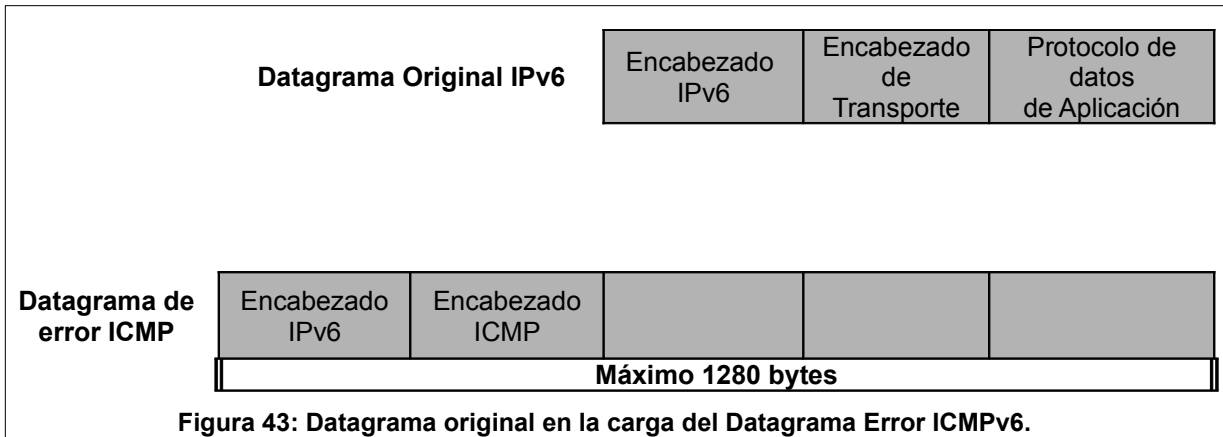 Datagrama Original IPv6
Encabezado
IPv6
Encabezado
de
Transporte
Protocolo de
datos
de Aplicación
Datagrama de
error ICMP
Encabezado
IPv6
Encabezado
ICMP
Máximo 1280 bytes
Figura 43: Datagrama original en la carga del Datagrama Error ICMPv6.